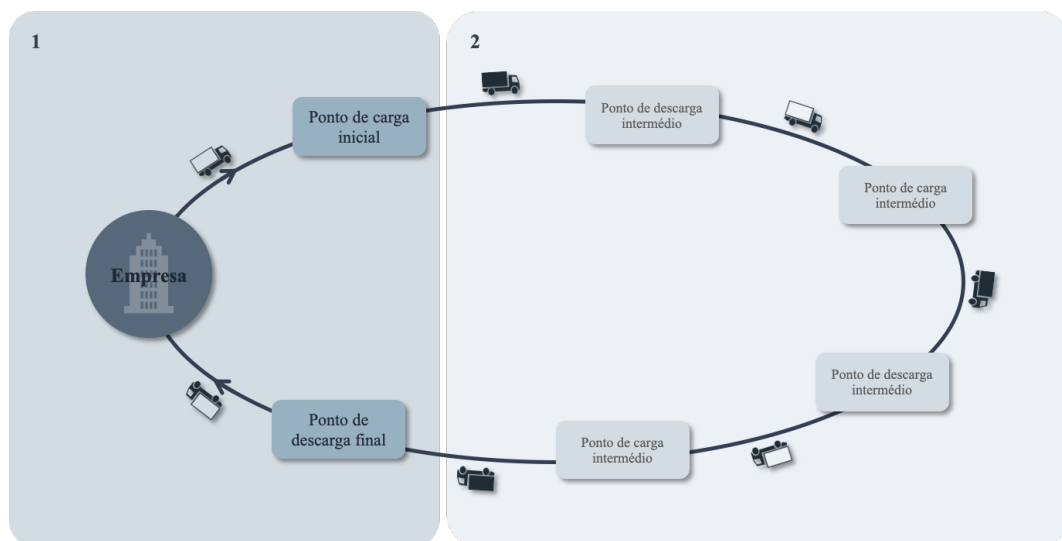 1
2
Ponto de carga
inicial
Ponto de descarga
intermédio
Ponto de carga
intermédio
Empresa
Ponto de descarga
intermédio
Ponto de
descarga final
Ponto de carga
intermédio